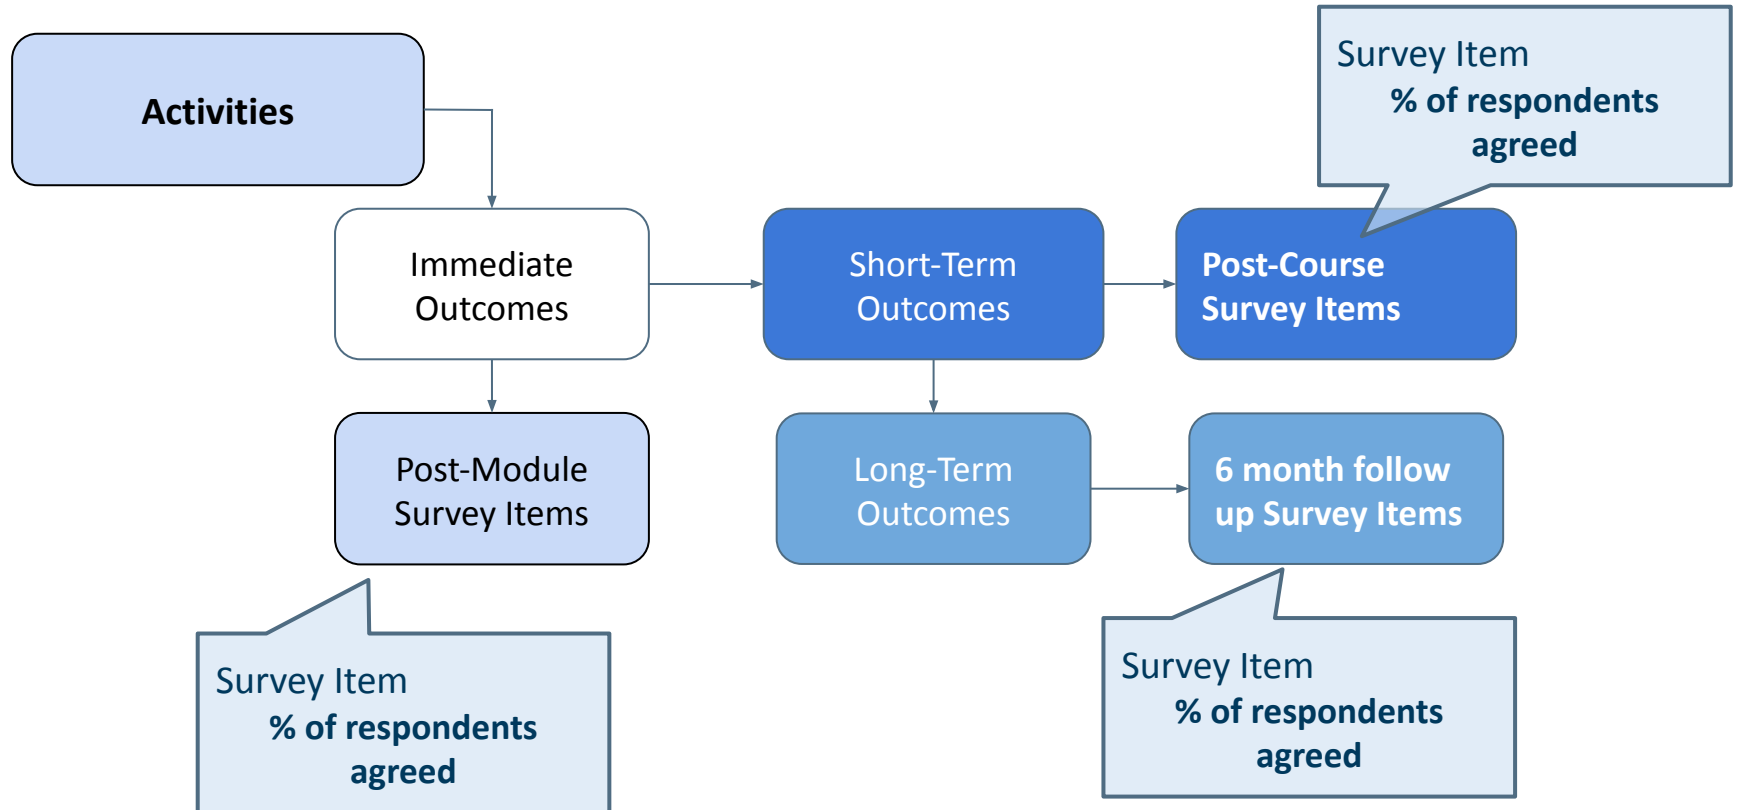 Activities
Survey Item
% of respondents
agreed
Immediate
Outcomes
Short-Term
Outcomes
Post-Course
Survey Items
Post-Module
Survey Items
Long-Term
Outcomes
6 month follow
up Survey Items
Survey Item
% of respondents
agreed
Survey Item
% of respondents
agreed